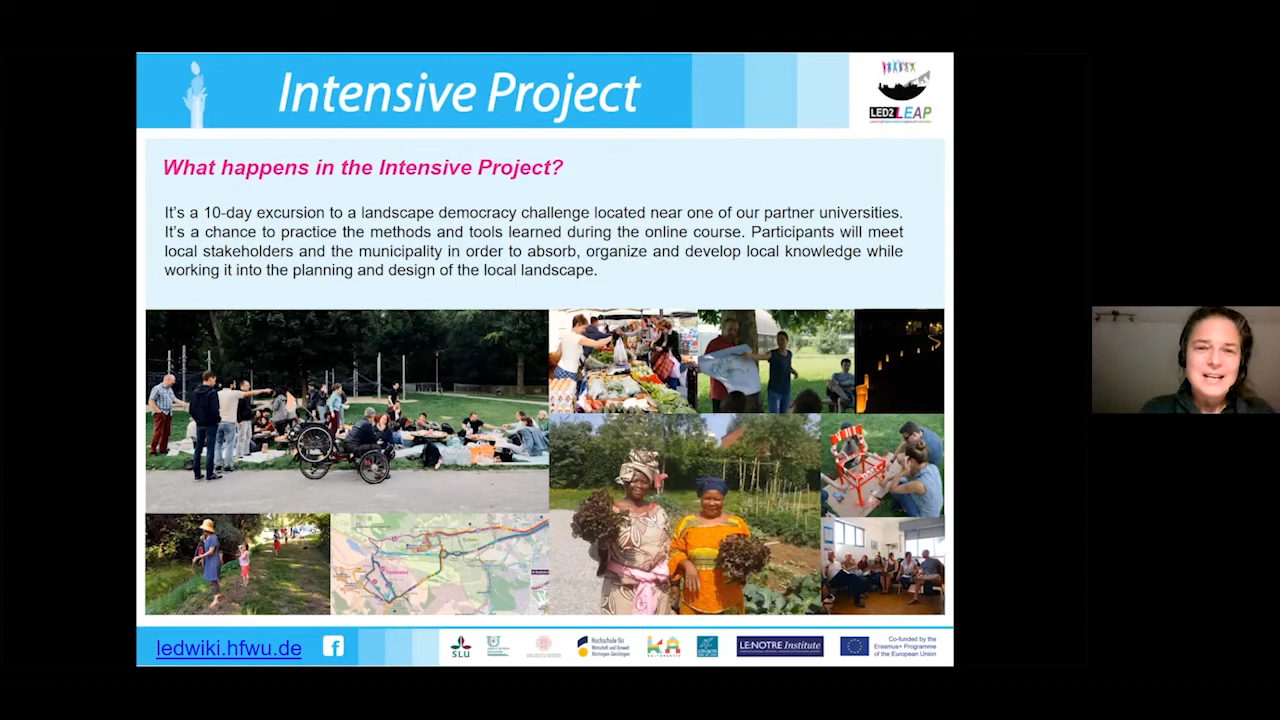 Intensive Project
LED2LEAP
What happens in the Intensive Project?
It's a 10-day excursion to a landscape democracy challenge located near one of our partner universities.
It's a chance to practice the methods and tools learned during the online course. Participants will meet
local stakeholders and the municipality in order to absorb, organize and develop local knowledge while
working it into the planning and design of the local landscape.
ledwiki.hfwu.de
SLU
Hochschule für
Wirtschaft und Umwelt
Nürtingen-Geislingen
LE:NOTRE Institute
Co-funded by the
Erasmus+ Programme
of the European Union